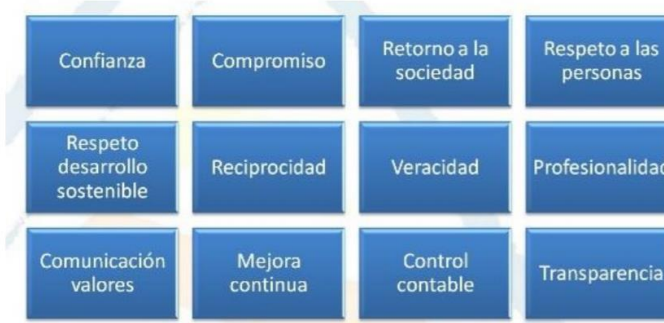 Confianza
Compromiso
Retorno a la
sociedad
Respeto a las
personas
Respeto
desarrollo
sostenible
Reciprocidad
Veracidad
Profesionalidad
Comunicación
valores
Mejora
continua
Control
contable
Transparencia